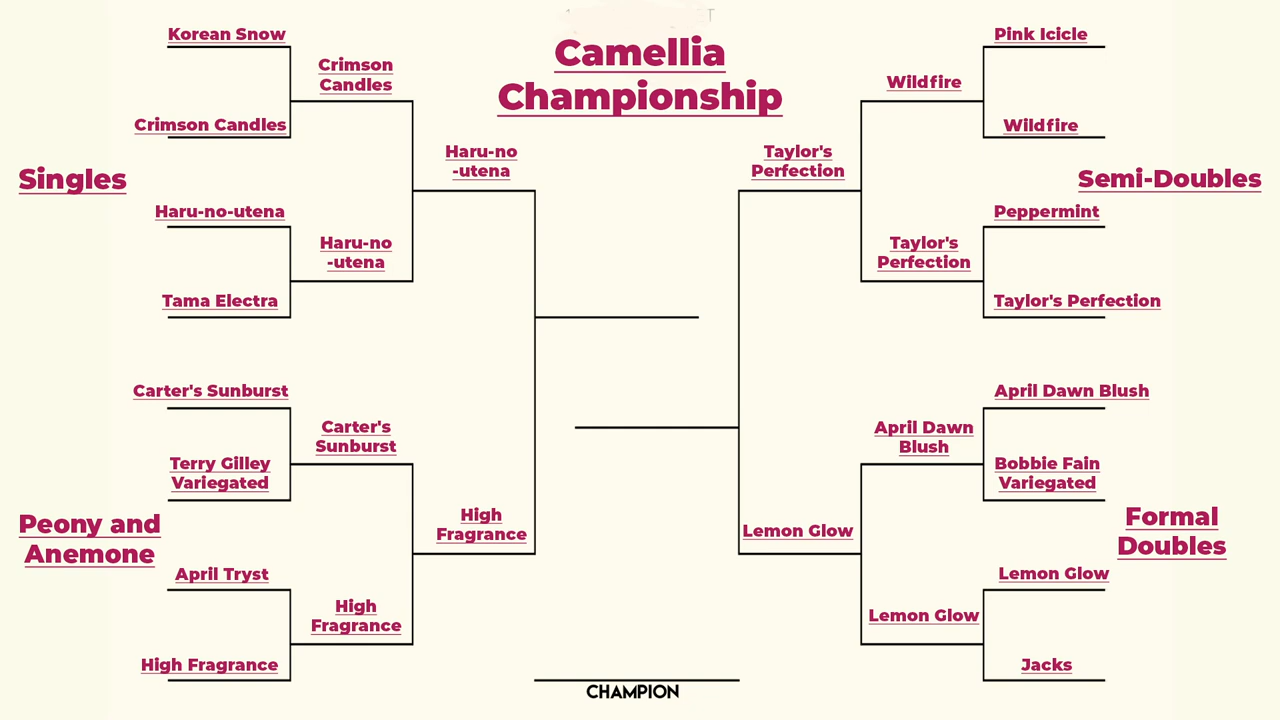 Camellia
Championship
Singles
Korean Snow
Crimson Candles
Haru-no-utena
Tama Electra
Crimson
Candles
Haru-no
-utena
Haru-no
-utena
Peony and
Anemone
Carter's Sunburst
Terry Gilley
Variegated
April Tryst
High Fragrance
Carter's
Sunburst
High
Fragrance
High
Fragrance
Semi-Doubles
Pink Icicle
Wildfire
Peppermint
Taylor's Perfection
Wildfire
Taylor's
Perfection
Taylor's
Perfection
Formal
Doubles
April Dawn Blush
Bobbie Fain
Variegated
Lemon Glow
Jacks
April Dawn
Blush
Lemon Glow
Lemon Glow
CHAMPION